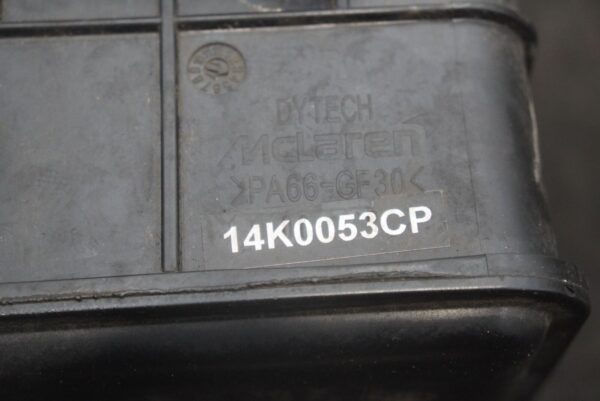 DYTECH
McLaren
>PA66-GF30<
14K0053CP